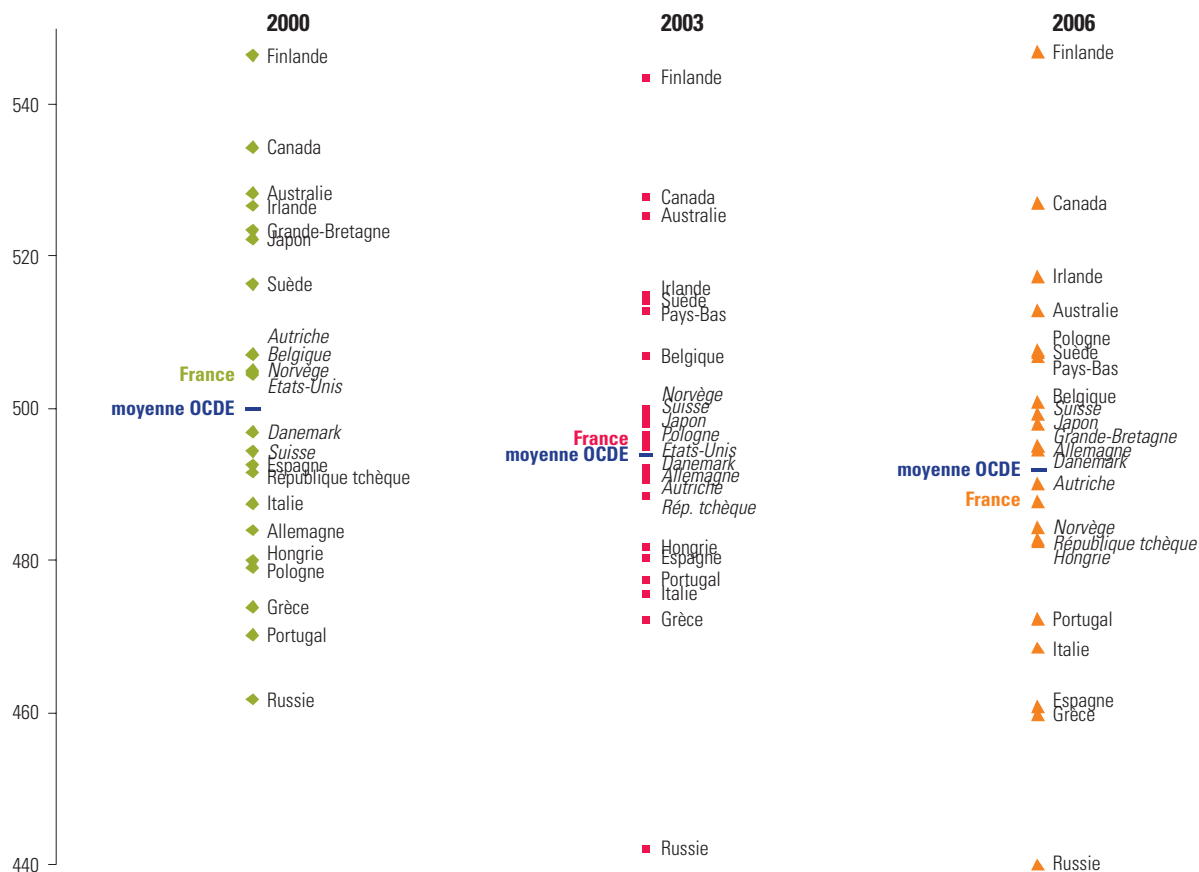 2000
2003
2006
540
520
500
480
460
440
Finlande
Canada
Australie
Irlande
Grande-Bretagne
Japon
Suède
Autriche
Belgique
France
Norvège
États-Unis
moyenne OCDE
Danemark
Suisse
Espagne
République tchèque
Italie
Allemagne
Hongrie
Pologne
Grèce
Portugal
Russie
Finlande
Canada
Australie
Irlande
Suède
Pays-Bas
Belgique
Norvège
Suisse
Japon
France
Pologne
États-Unis
moyenne OCDE
Danemark
Allemagne
Autriche
Rép. tchèque
Hongrie
Espagne
Portugal
Italie
Grèce
Russie
Finlande
Canada
Irlande
Australie
Pologne
Suède
Pays-Bas
Belgique
Suisse
Japon
Grande-Bretagne
Allemagne
Danemark
moyenne OCDE
Autriche
France
Norvège
République tchèque
Hongrie
Portugal
Italie
Espagne
Grèce
Russie